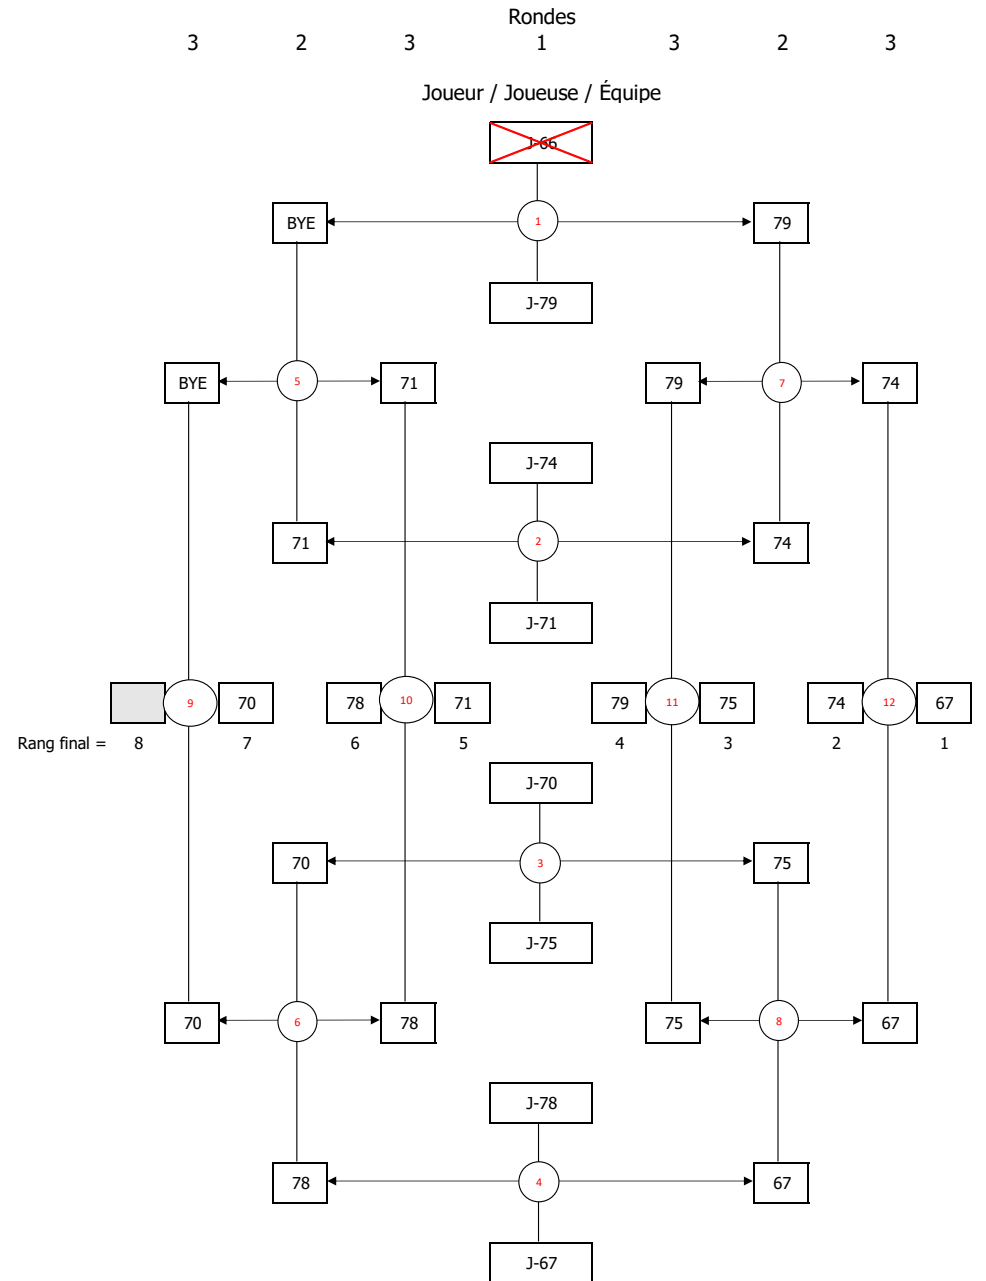 Rondes
3 2 3 1 3 2 3
Joueur / Joueuse / Équipe
J-66
BYE 1 79
J-79
BYE 5 71 79 7 74
J-74
71 2 74
J-71
9 70 78 10 71 79 11 75 74 12 67
Rang final = 8 7 6 5 4 3 2 1
J-70
70 3 75
J-75
70 6 78 75 8 67
J-78
78 4 67
J-67